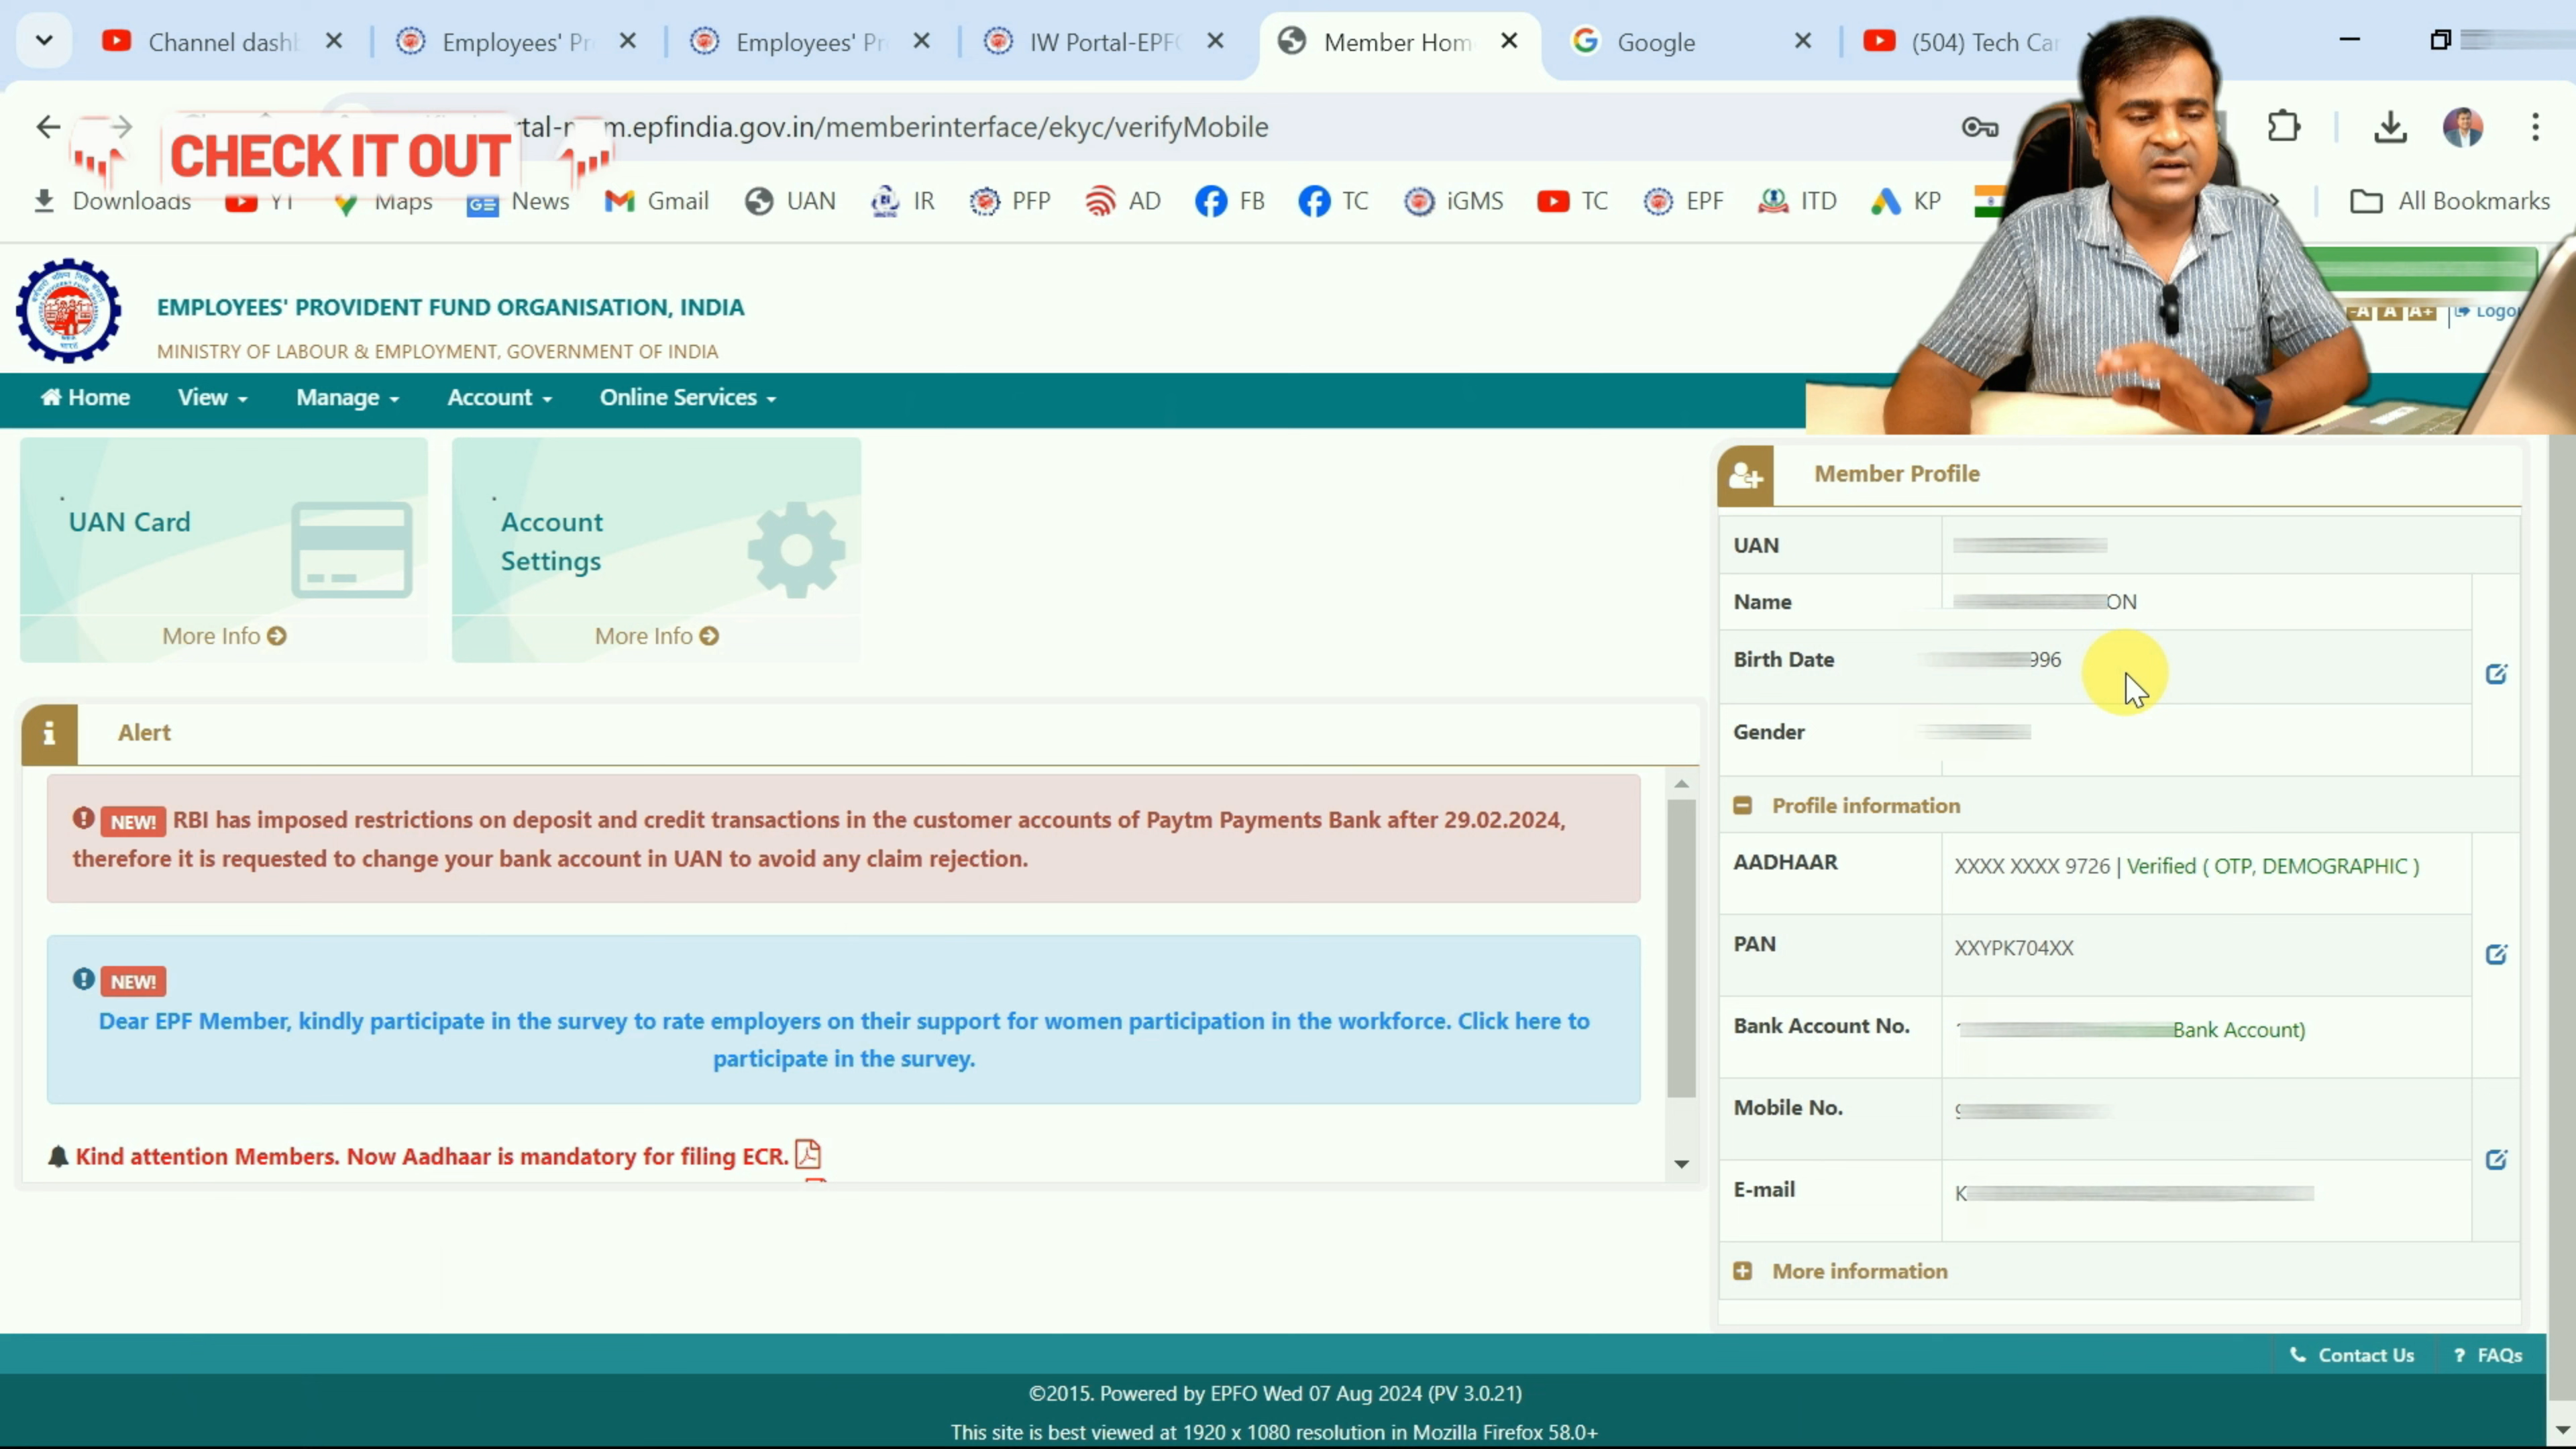 Channel dash
Employees' Pr
Employees' Pr
IW Portal-EPF
Member Hom
Google
(504) Tech Ca
CHECK IT OUT
m.epfindia.gov.in/memberinterface/ekyc/verifyMobile
Downloads
YT
Maps
News
Gmail
UAN
IR
PFP
AD
FB
TC
iGMS
TC
EPF
ITD
KP
All Bookmarks
EMPLOYEES' PROVIDENT FUND ORGANISATION, INDIA
MINISTRY OF LABOUR & EMPLOYMENT, GOVERNMENT OF INDIA
-A A A+
Logo
Home
View
Manage
Account
Online Services
UAN Card
More Info
Account
Settings
More Info
Alert
NEW! RBI has imposed restrictions on deposit and credit transactions in the customer accounts of Paytm Payments Bank after 29.02.2024,
therefore it is requested to change your bank account in UAN to avoid any claim rejection.
NEW!
Dear EPF Member, kindly participate in the survey to rate employers on their support for women participation in the workforce. Click here to
participate in the survey.
Kind attention Members. Now Aadhaar is mandatory for filing ECR.
Member Profile
UAN
Name ON
Birth Date 996
Gender
Profile information
AADHAAR XXXX XXXX 9726 | Verified ( OTP, DEMOGRAPHIC )
PAN XXYPK704XX
Bank Account No. Bank Account)
Mobile No. 9
E-mail K
More information
Contact Us
? FAQs
©2015. Powered by EPFO Wed 07 Aug 2024 (PV 3.0.21)
This site is best viewed at 1920 x 1080 resolution in Mozilla Firefox 58.0+